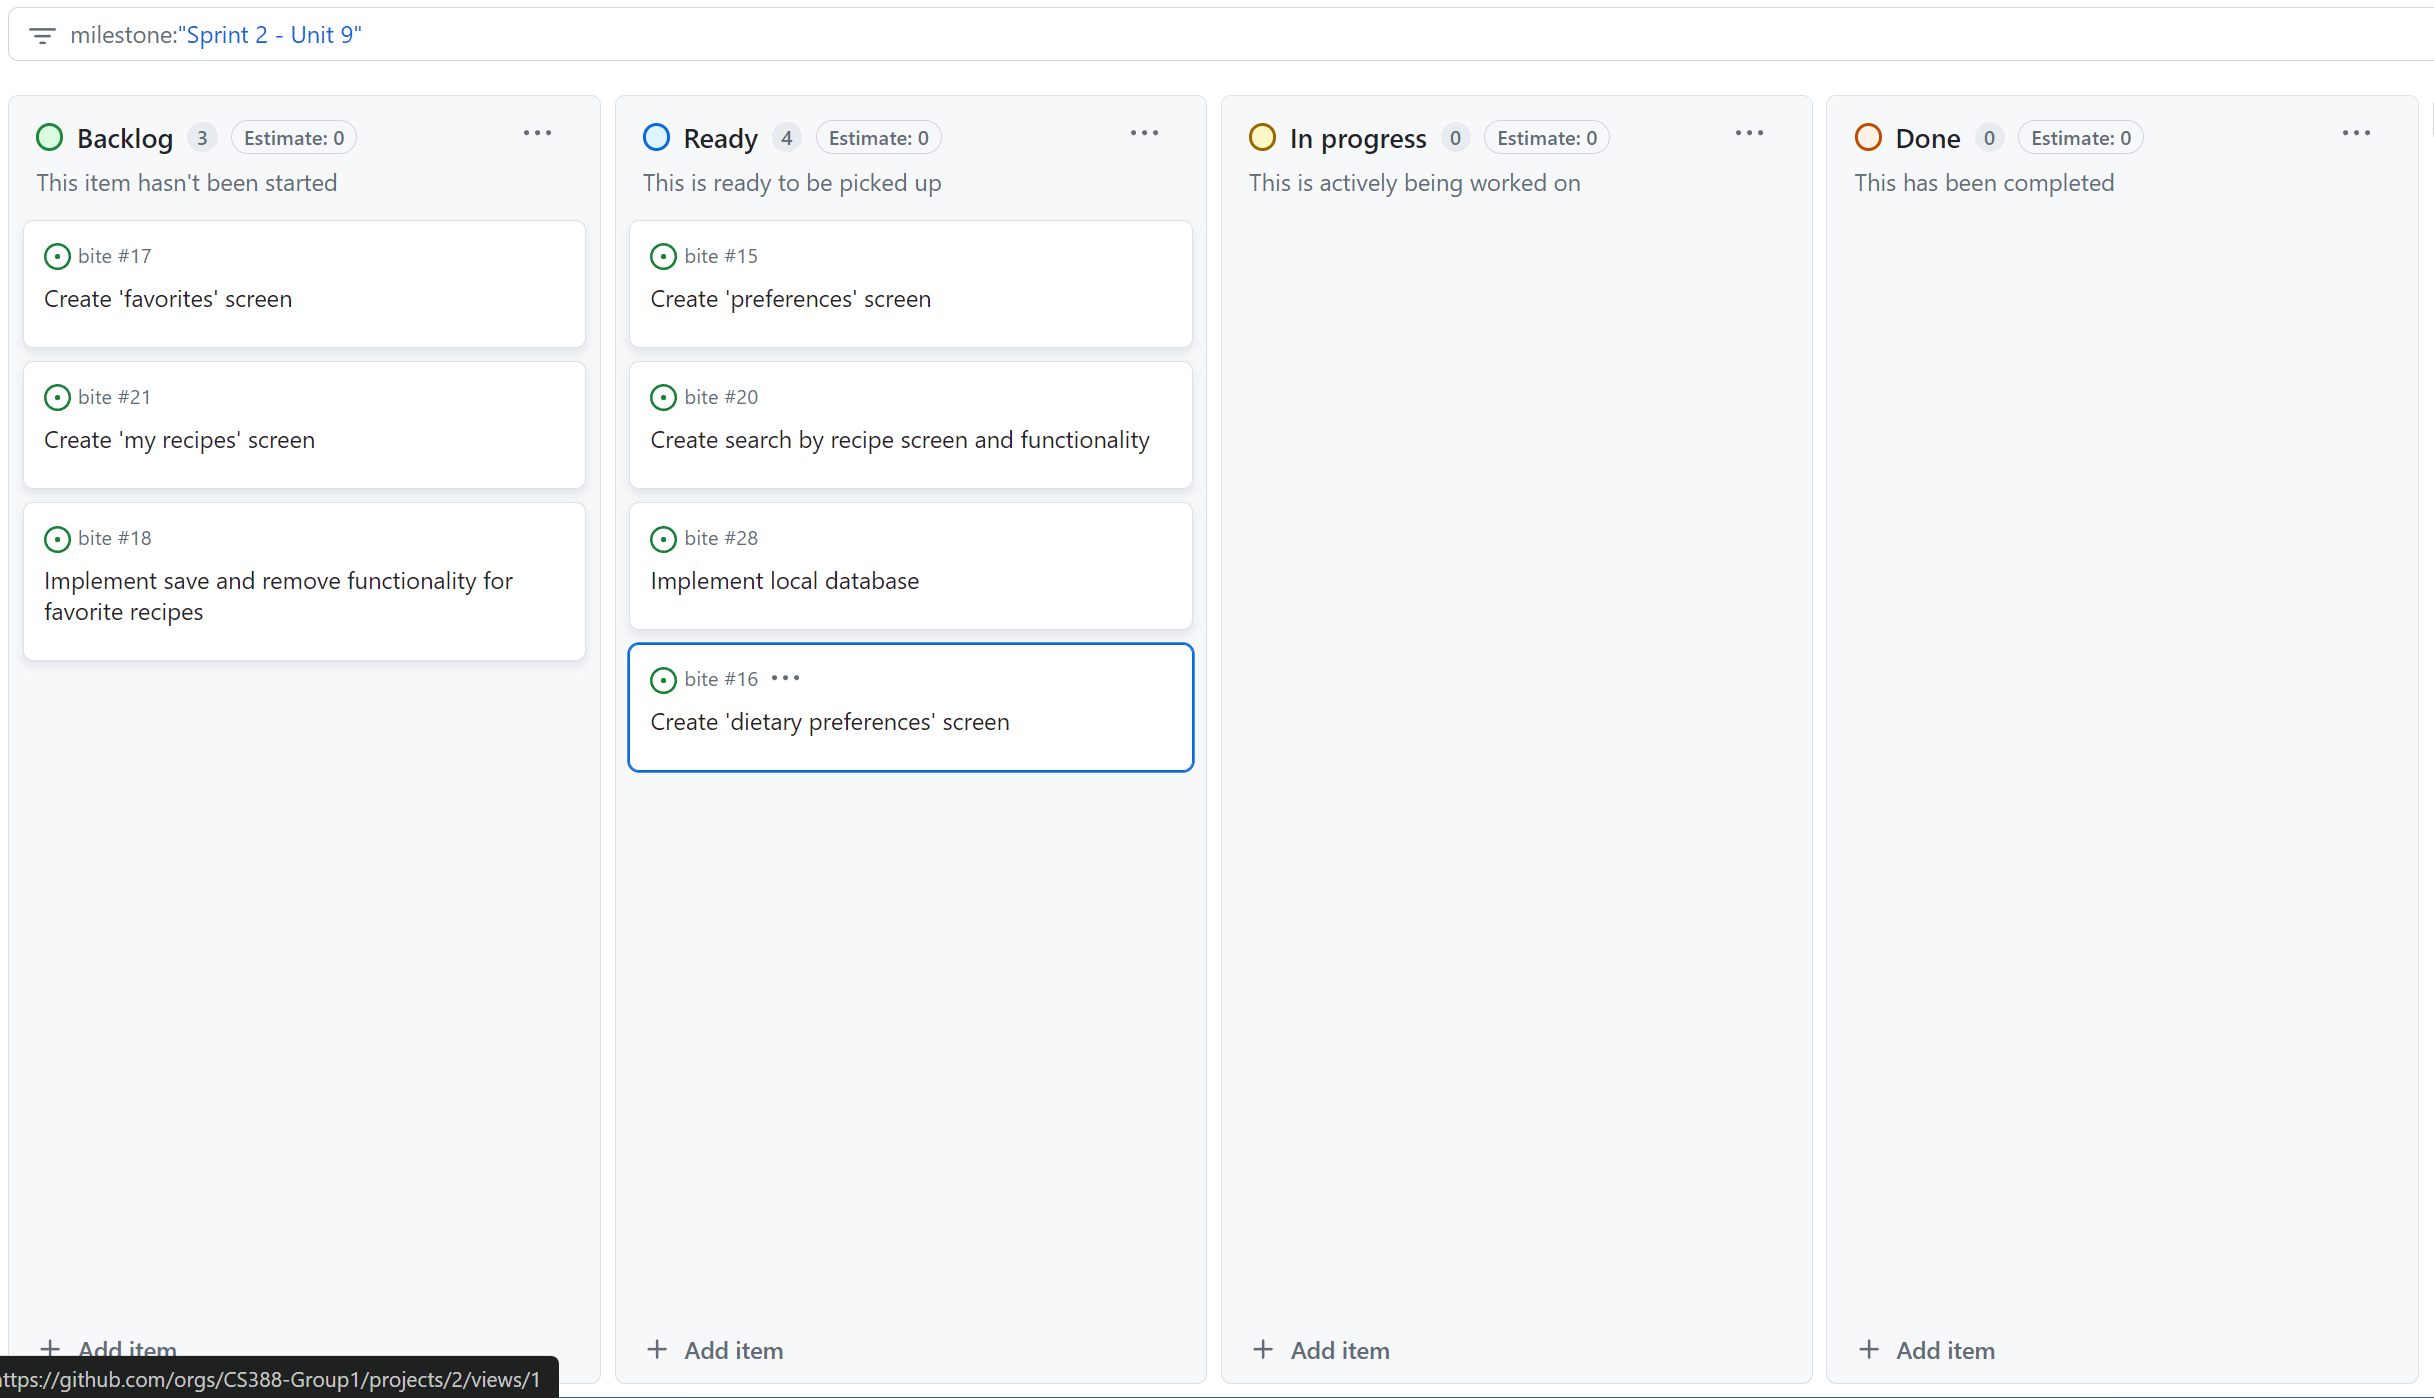 milestone:"Sprint 2 - Unit 9"
Backlog 3 Estimate: 0
This item hasn't been started
bite #17
Create 'favorites' screen
bite #21
Create 'my recipes' screen
bite #18
Implement save and remove functionality for
favorite recipes
Add item
Ready 4 Estimate: 0
This is ready to be picked up
bite #15
Create 'preferences' screen
bite #20
Create search by recipe screen and functionality
bite #28
Implement local database
bite #16
Create 'dietary preferences' screen
Add item
In progress 0 Estimate: 0
This is actively being worked on
Add item
Done 0 Estimate: 0
This has been completed
Add item
ttps://github.com/orgs/CS388-Group1/projects/2/views/1